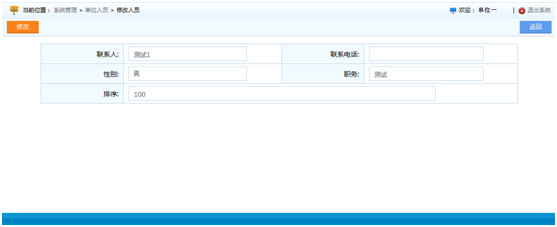 当前位置： 系统管理 » 单位人员 » 修改人员 欢迎： 单位一 | 退出系统
修改 返回
联系人: 测试1 联系电话:
性别: 男 职务: 测试
排序: 100